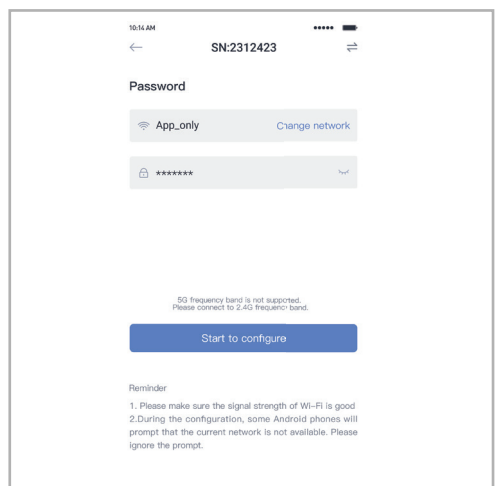 10:14 AM
SN:2312423
Password
App_only Change network
*******
5G frequency band is not supported.
Please connect to 2.4G frequency band.
Start to configure
Reminder
1. Please make sure the signal strength of Wi-Fi is good
2.During the configuration, some Android phones will
prompt that the current network is not available. Please
ignore the prompt.